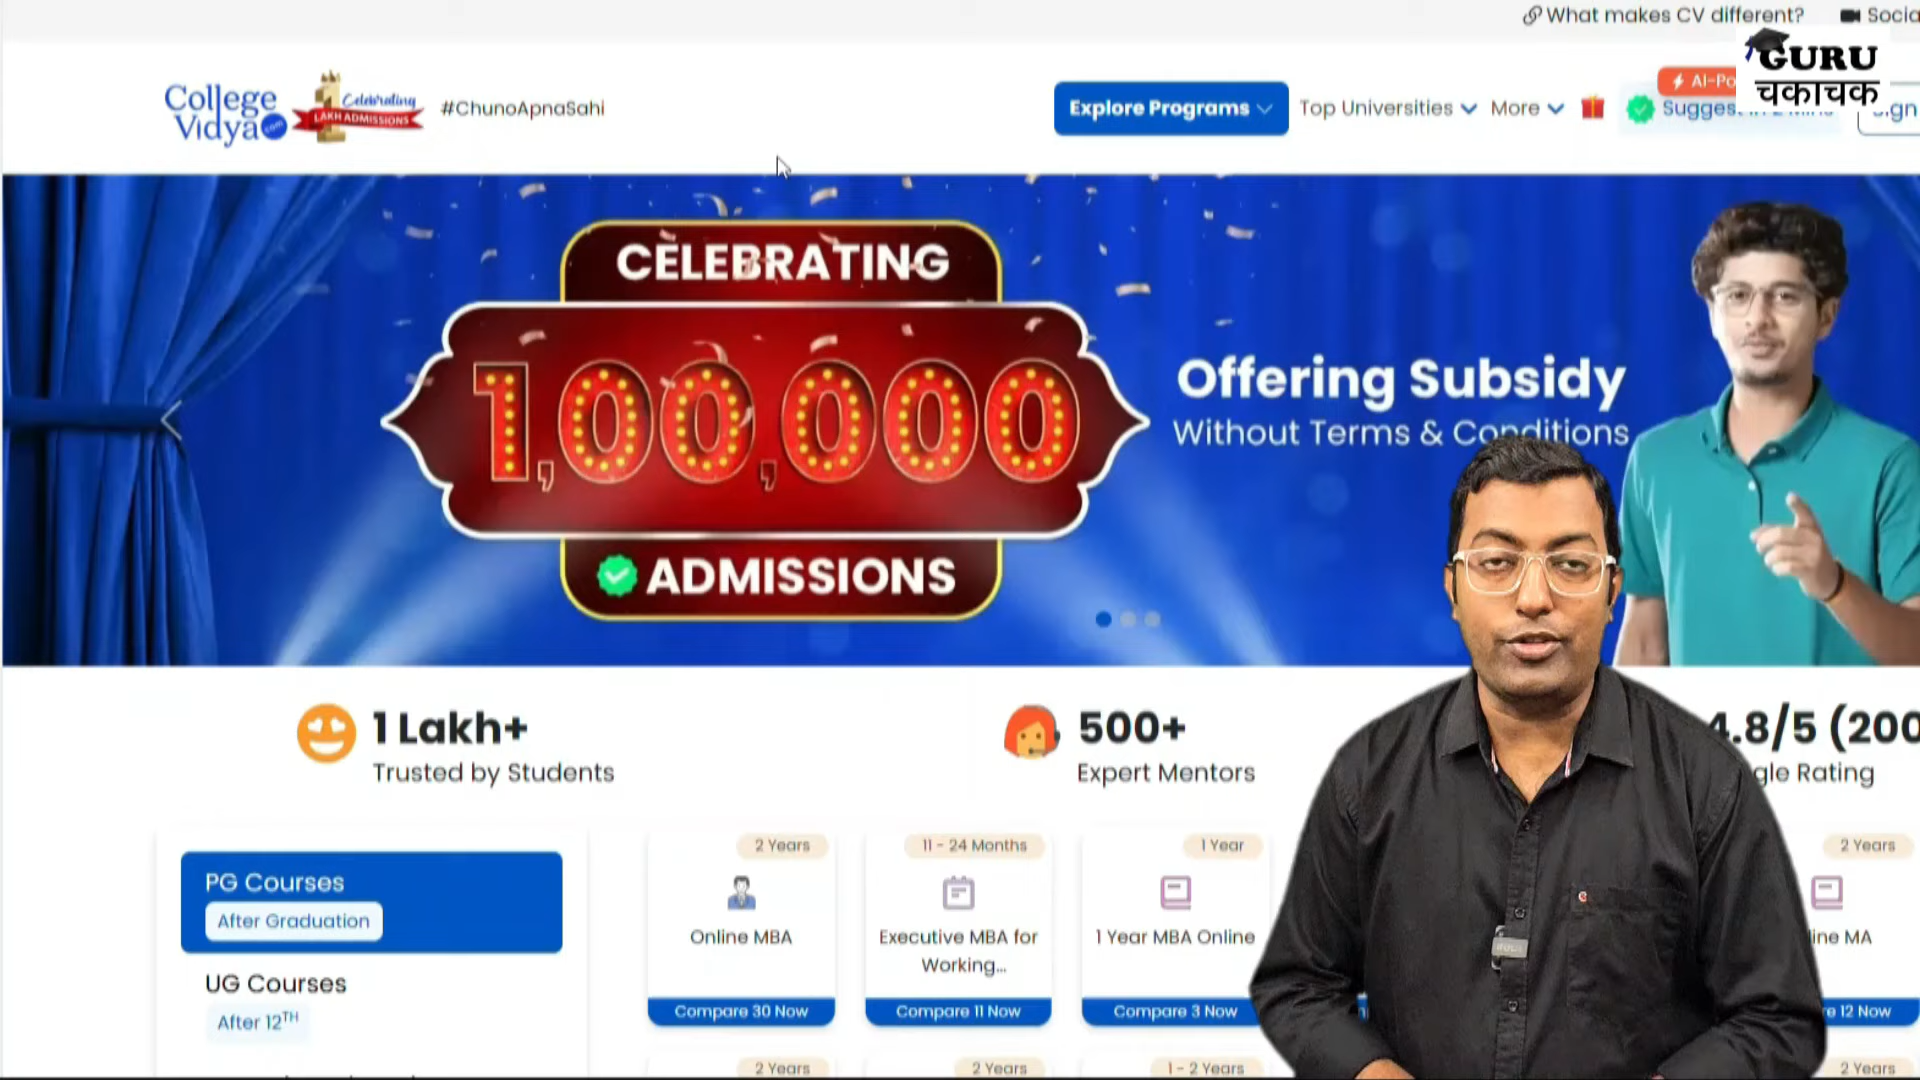 What makes CV different?
Socia
GURU
चकाचक
College
Vidya
.com
Celebrating
LAKH ADMISSIONS
#ChunoApnaSahi
Explore Programs
Top Universities
More
AI-Po
Sugges
CELEBRATING
1,00,000
ADMISSIONS
Offering Subsidy
Without Terms & Conditions
1 Lakh+
Trusted by Students
500+
Expert Mentors
4.8/5 (200
gle Rating
PG Courses
After Graduation
UG Courses
After 12TH
2 Years
Online MBA
Compare 30 Now
11 - 24 Months
Executive MBA for
Working...
Compare 11 Now
1 Year
1 Year MBA Online
Compare 3 Now
2 Years
ine MA
re 12 Now
2 Years
2 Years
1 - 2 Years
2 Years